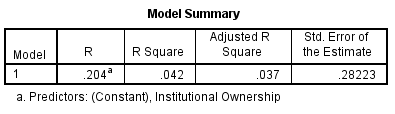 Model Summary
Model R R Square Adjusted R Square Std. Error of the Estimate
1 .204a .042 .037 .28223
a. Predictors: (Constant), Institutional Ownership